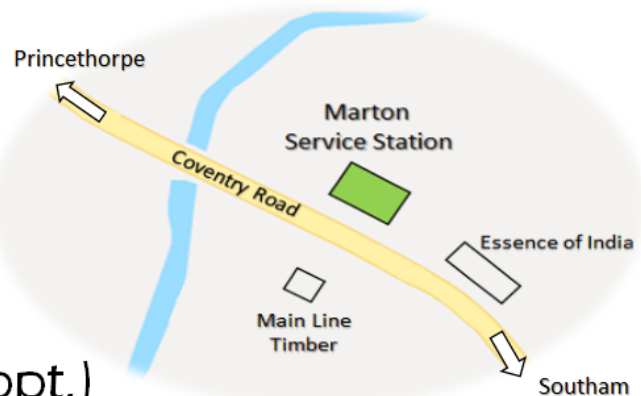 Princethorpe
Marton
Service Station
Coventry Road
Essence of India
Main Line
Timber
Southam